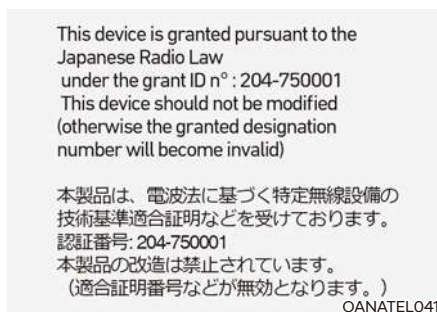 This device is granted pursuant to the
Japanese Radio Law
under the grant ID n° : 204-750001
This device should not be modified
(otherwise the granted designation
number will become invalid)
本製品は、電波法に基づく特定無線設備の
技術基準適合証明などを受けております。
認証番号: 204-750001
本製品の改造は禁止されています。
（適合証明番号などが無効となります。）
OANATEL041